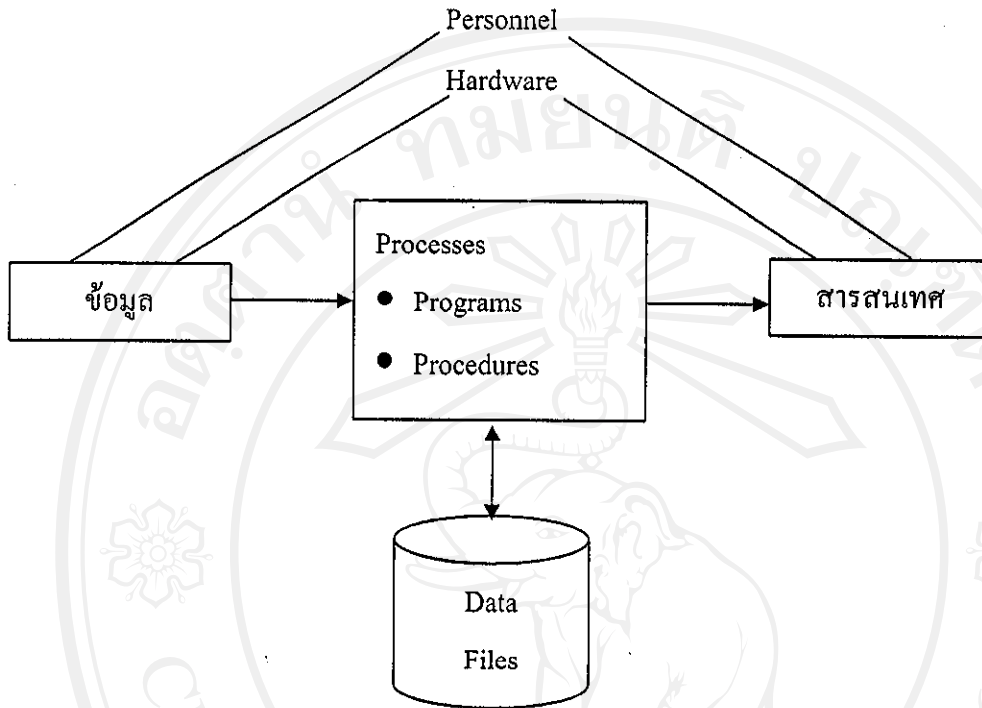 Personnel
Hardware
Processes
ข้อมูล
● Programs
สารสนเทศ
● Procedures
Data
Files